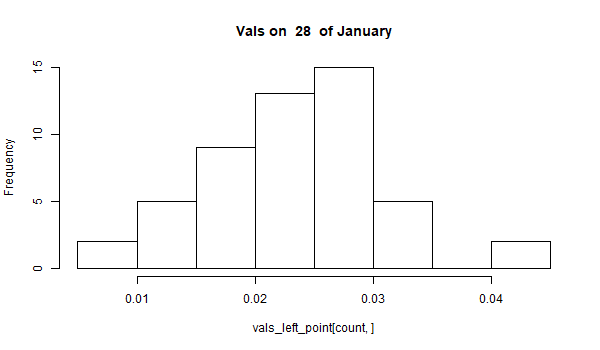 Vals on  28  of January
Frequency
15
10
5
0
0.01 0.02 0.03 0.04
vals_left_point[count, ]